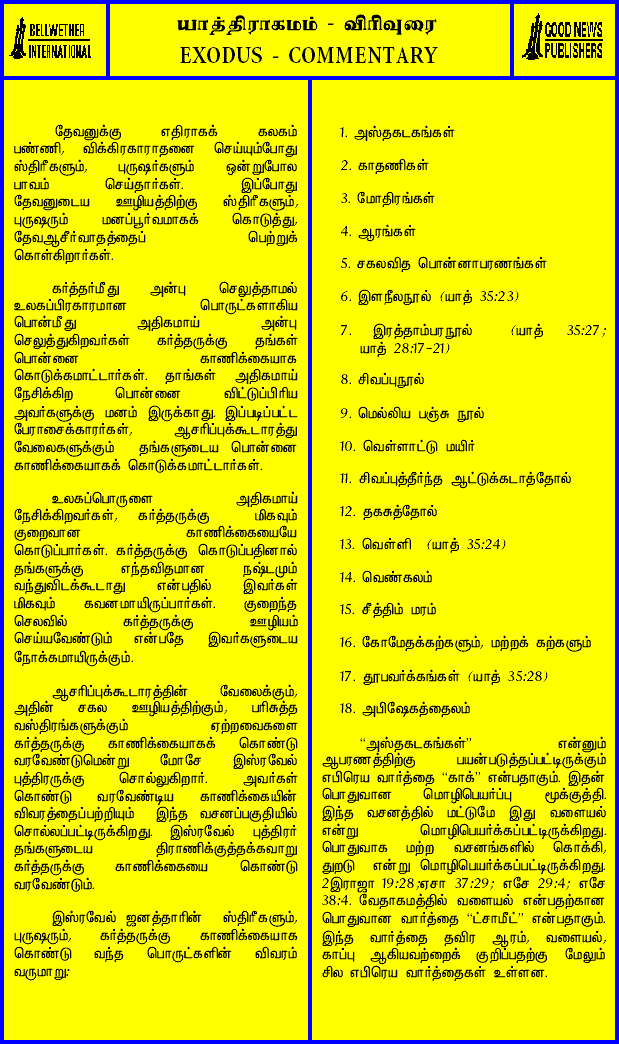 BELLWETHER
INTERNATIONAL
யாத்திராகமம் - விரிவுரை
EXODUS - COMMENTARY
GOOD NEWS
PUBLISHERS
தேவனுக்கு எதிராகக் கலகம்
பண்ணி, விக்கிரகாராதனை செய்யும்போது
ஸ்திரீகளும், புருஷர்களும் ஒன்றுபோல
பாவம் செய்தார்கள். இப்போது
தேவனுடைய ஊழியத்திற்கு ஸ்திரீகளும்,
புருஷரும் மனப்பூர்வமாகக் கொடுத்து,
தேவஆசீர்வாதத்தைப் பெற்றுக்
கொள்கிறார்கள்.
கர்த்தர்மீது அன்பு செலுத்தாமல்
உலகப்பிரகாரமான பொருட்களாகிய
பொன்மீது அதிகமாய் அன்பு
செலுத்துகிறவர்கள் கர்த்தருக்கு தங்கள்
பொன்னை காணிக்கையாக
கொடுக்கமாட்டார்கள். தாங்கள் அதிகமாய்
நேசிக்கிற பொன்னை விட்டுப்பிரிய
அவர்களுக்கு மனம் இருக்காது. இப்படிப்பட்ட
பேராசைக்காரர்கள், ஆசரிப்புக்கூடாரத்து
வேலைகளுக்கும் தங்களுடைய பொன்னை
காணிக்கையாகக் கொடுக்கமாட்டார்கள்.
உலகப்பொருளை அதிகமாய்
நேசிக்கிறவர்கள், கர்த்தருக்கு மிகவும்
குறைவான காணிக்கையையே
கொடுப்பார்கள். கர்த்தருக்கு கொடுப்பதினால்
தங்களுக்கு எந்தவிதமான நஷ்டமும்
வந்துவிடக்கூடாது என்பதில் இவர்கள்
மிகவும் கவனமாயிருப்பார்கள். குறைந்த
செலவில் கர்த்தருக்கு ஊழியம்
செய்யவேண்டும் என்பதே இவர்களுடைய
நோக்கமாயிருக்கும்.
ஆசரிப்புக்கூடாரத்தின் வேலைக்கும்,
அதின் சகல ஊழியத்திற்கும், பரிசுத்த
வஸ்திரங்களுக்கும் ஏற்றவைகளை
கர்த்தருக்கு காணிக்கையாகக் கொண்டு
வரவேண்டுமென்று மோசே இஸ்ரவேல்
புத்திரருக்கு சொல்லுகிறார். அவர்கள்
கொண்டு வரவேண்டிய காணிக்கையின்
விவரத்தைப்பற்றியும் இந்த வசனப்பகுதியில்
சொல்லப்பட்டிருக்கிறது. இஸ்ரவேல் புத்திரர்
தங்களுடைய திராணிக்குத்தக்கவாறு
கர்த்தருக்கு காணிக்கையை கொண்டு
வரவேண்டும்.
இஸ்ரவேல் ஜனத்தாரின் ஸ்திரீகளும்,
புருஷரும், கர்த்தருக்கு காணிக்கையாக
கொண்டு வந்த பொருட்களின் விவரம்
வருமாறு:
1. அஸ்தகடகங்கள்
2. காதணிகள்
3. மோதிரங்கள்
4. ஆரங்கள்
5. சகலவித பொன்னாபரணங்கள்
6. இளநீலநூல் (யாத் 35:23)
7. இரத்தாம்பரநூல் (யாத் 35:27;
யாத் 28:17-21)
8. சிவப்புநூல்
9. மெல்லிய பஞ்சு நூல்
10. வெள்ளாட்டு மயிர்
11. சிவப்புத்தீர்ந்த ஆட்டுக்கடாத்தோல்
12. தகசுத்தோல்
13. வெள்ளி (யாத் 35:24)
14. வெண்கலம்
15. சீத்திம் மரம்
16. கோமேதக்கற்களும், மற்றக் கற்களும்
17. தூபவர்க்கங்கள் (யாத் 35:28)
18. அபிஷேகத்தைலம்
“அஸ்தகடகங்கள்” என்னும்
ஆபரணத்திற்கு பயன்படுத்தப்பட்டிருக்கும்
எபிரெய வார்த்தை “காக்” என்பதாகும். இதன்
பொதுவான மொழிபெயர்ப்பு மூக்குத்தி.
இந்த வசனத்தில் மட்டுமே இது வளையல்
என்று மொழிபெயர்க்கப்பட்டிருக்கிறது.
பொதுவாக மற்ற வசனங்களில் கொக்கி,
துறடு என்று மொழிபெயர்க்கப்பட்டிருக்கிறது.
2இராஜா 19:28;ஏசா 37:29; எசே 29:4; எசே
38:4. வேதாகமத்தில் வளையல் என்பதற்கான
பொதுவான வார்த்தை “ட்சாமீட்” என்பதாகும்.
இந்த வார்த்தை தவிர ஆரம், வளையல்,
காப்பு ஆகியவற்றைக் குறிப்பதற்கு மேலும்
சில எபிரெய வார்த்தைகள் உள்ளன.